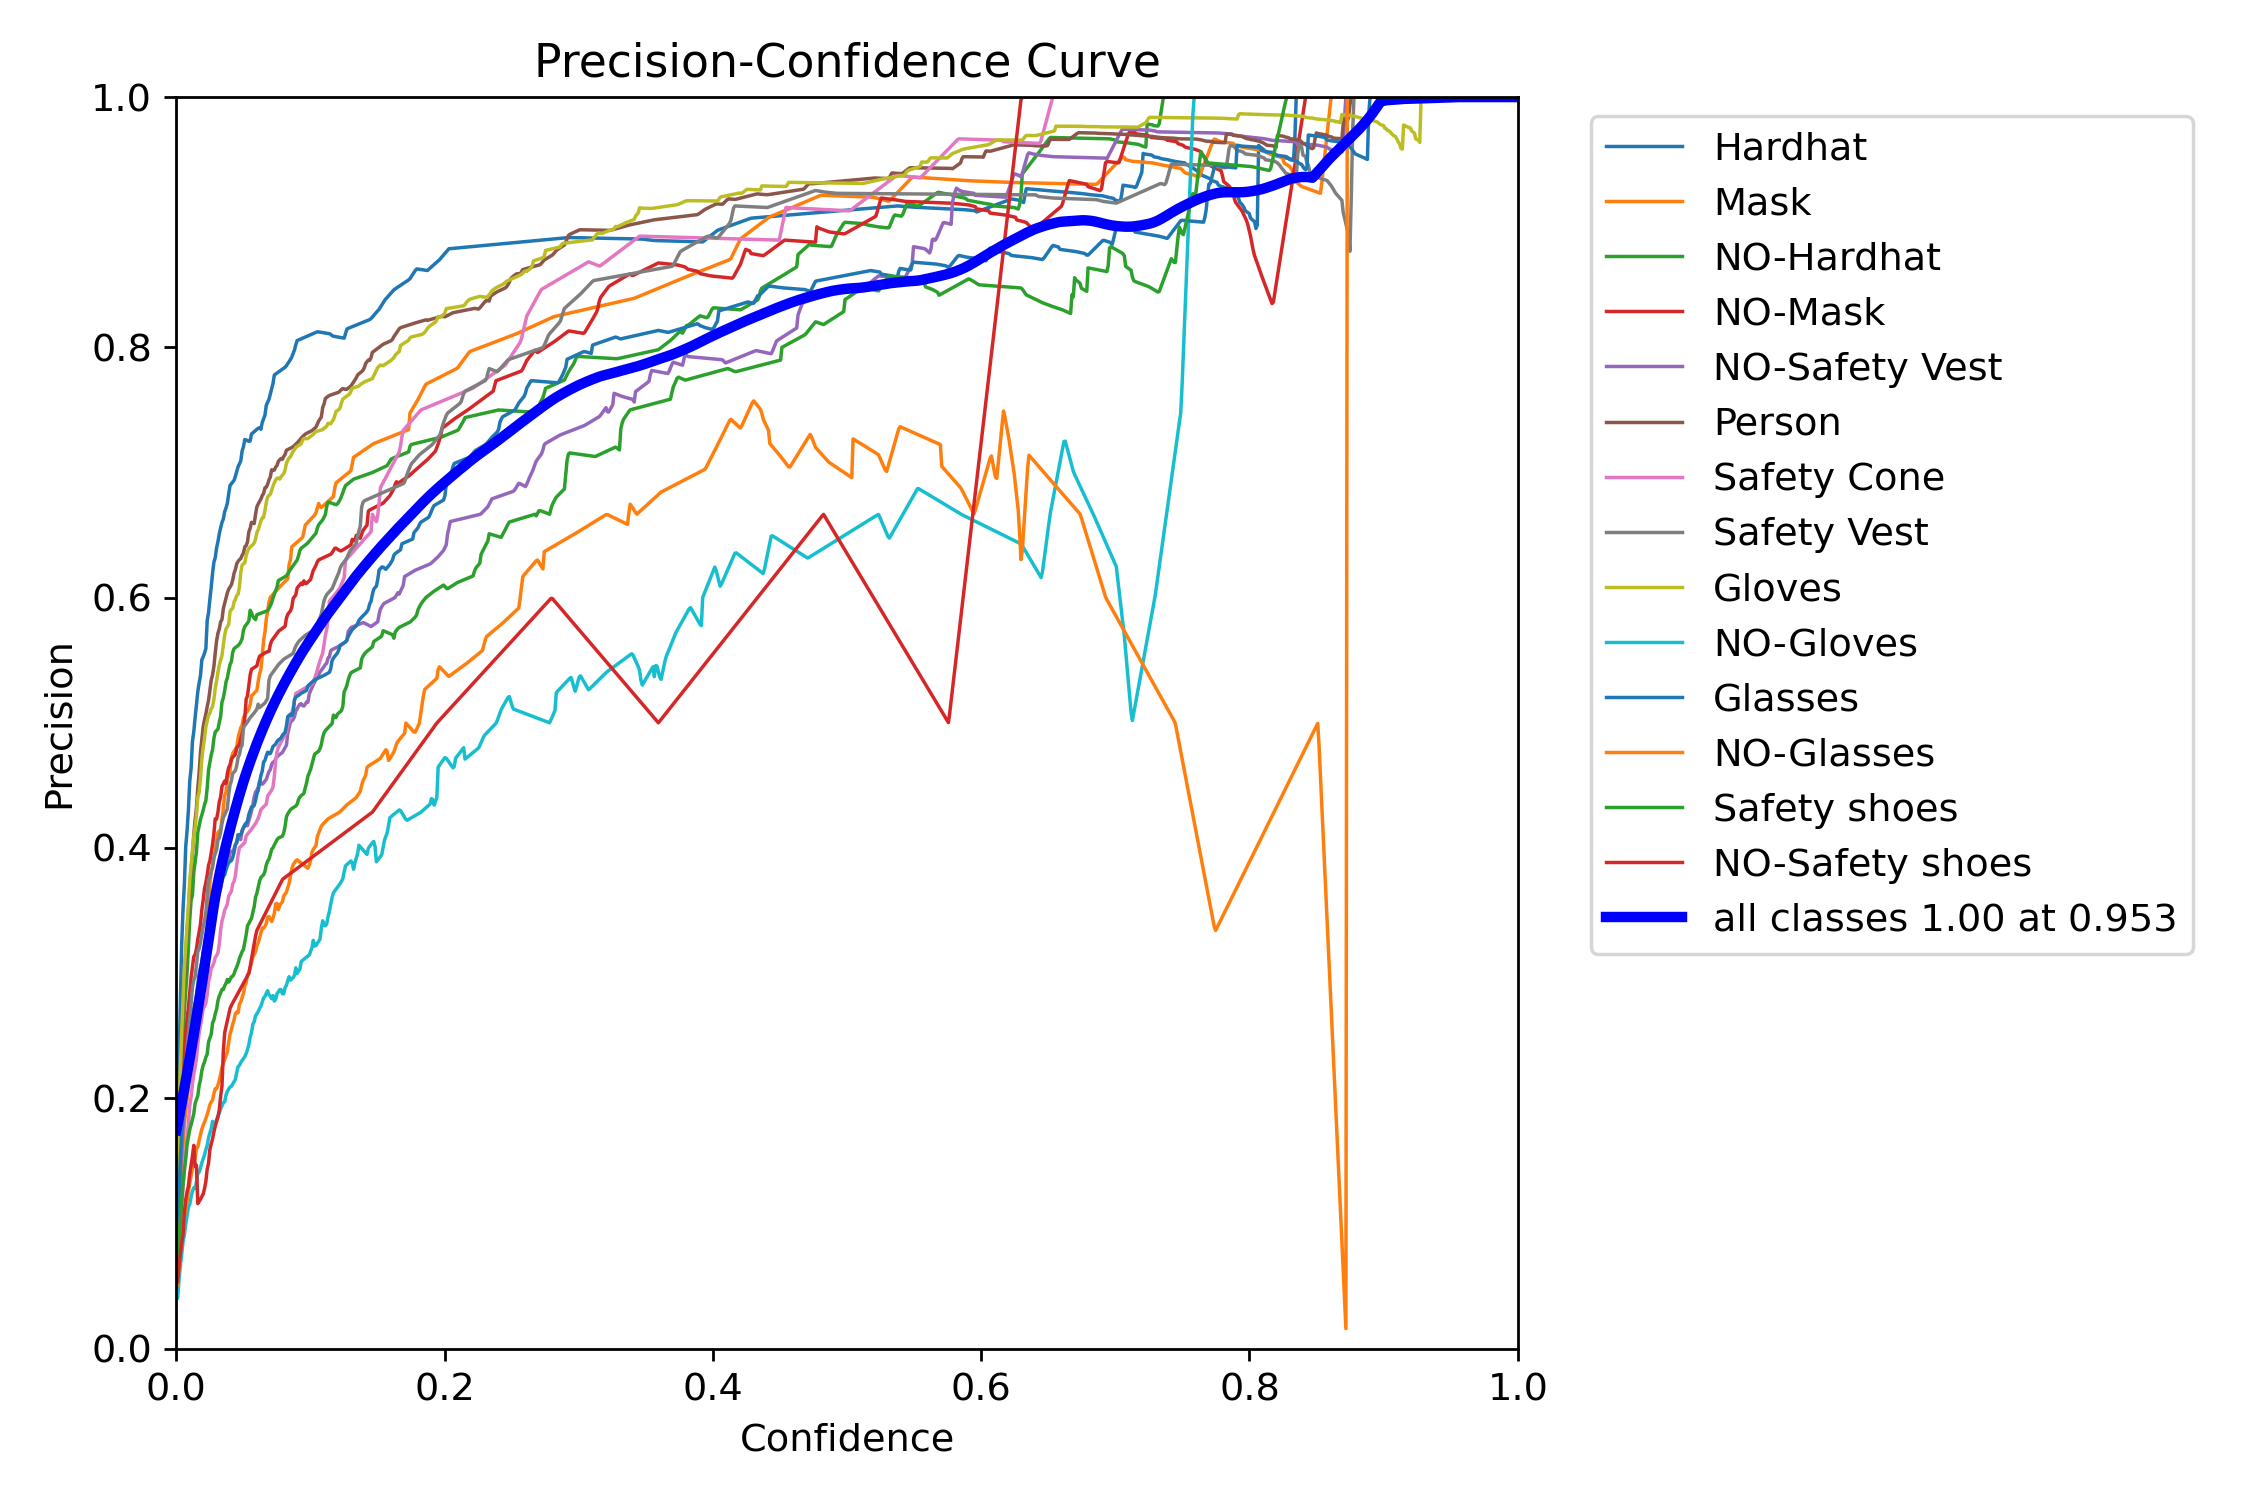 Precision-Confidence Curve
1.0
0.8
0.6
0.4
0.2
0.0
Precision
0.0 0.2 0.4 0.6 0.8 1.0
Confidence
Hardhat
Mask
NO-Hardhat
NO-Mask
NO-Safety Vest
Person
Safety Cone
Safety Vest
Gloves
NO-Gloves
Glasses
NO-Glasses
Safety shoes
NO-Safety shoes
all classes 1.00 at 0.953